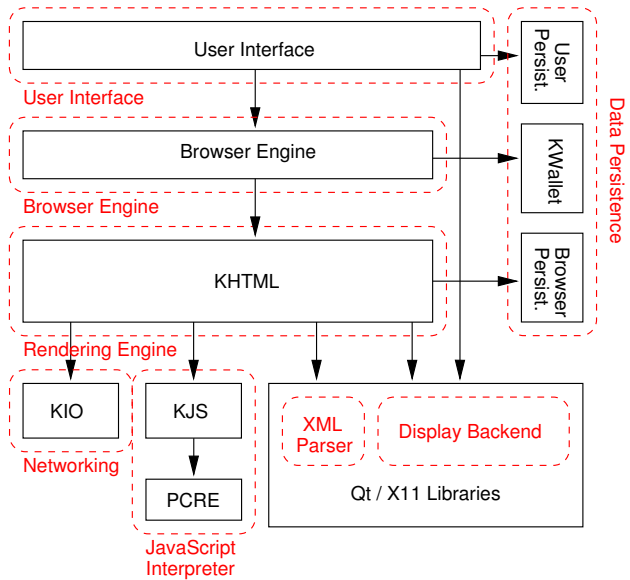 User Interface
User Interface
User
Persist.
Browser Engine
Browser Engine
KWallet
Data Persistence
KHTML
Rendering Engine
Browser
Persist.
KIO
Networking
KJS
PCRE
JavaScript
Interpreter
XML
Parser
Display Backend
Qt / X11 Libraries